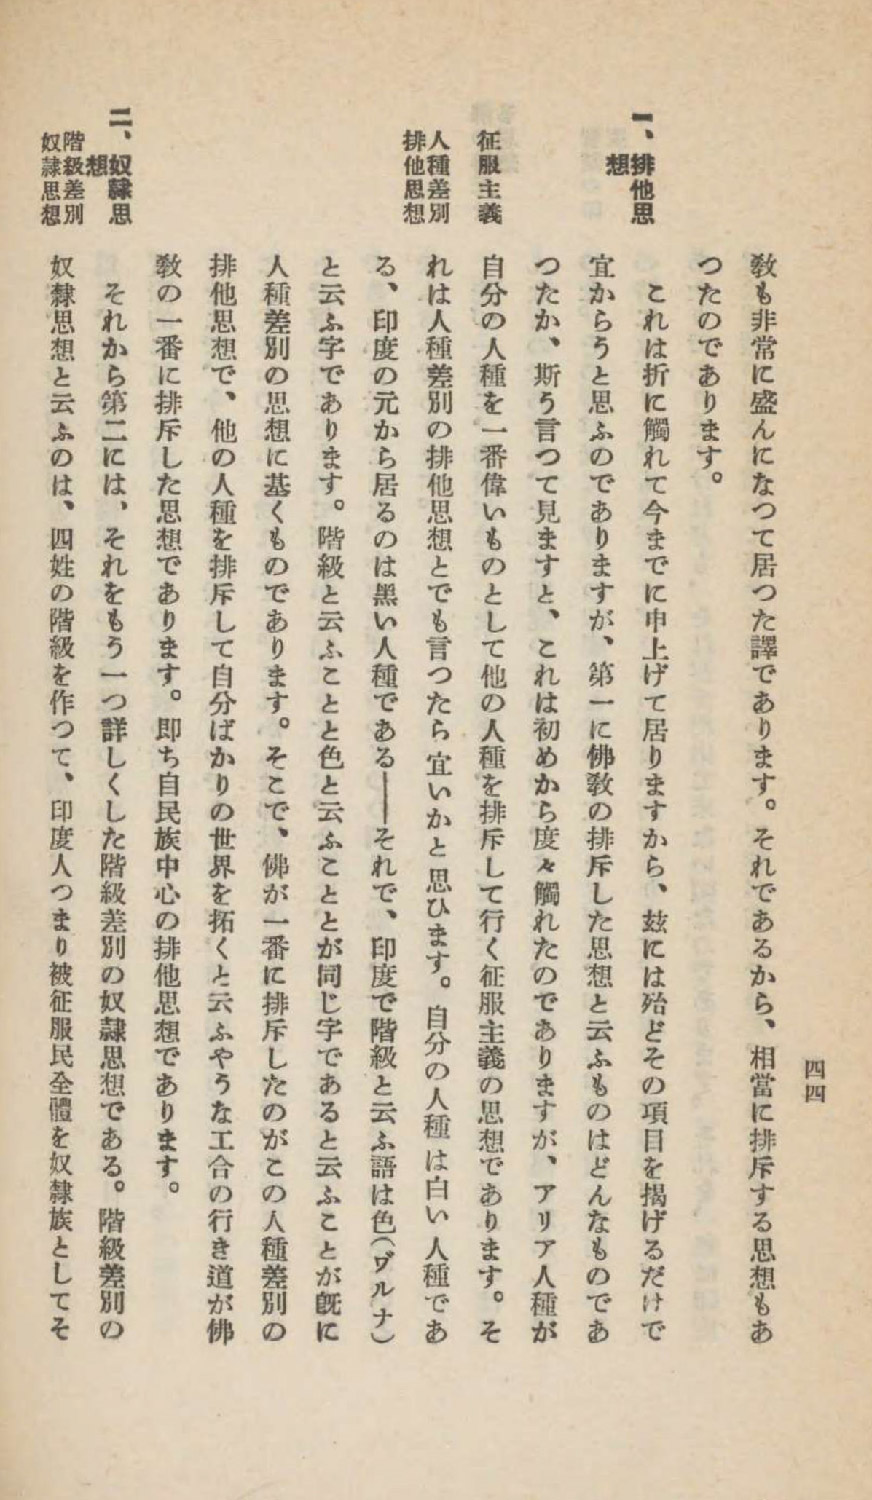 四四
敎も非常に盛んになつて居つた譯であります。それであるから、相當に排斥する思想もあ
つたのであります。
一、排他思
想
これは折に觸れて今までに申上げて居りますから、玆には殆どその項目を揭げるだけで
宜からうと思ふのでありますが、第一に佛敎の排斥した思想と云ふものはどんなものであ
つたか、斯う言つて見ますと、これは初めから度々觸れたのでありますが、アリア人種が
征服主義
自分の人種を一番偉いものとして他の人種を排斥して行く征服主義の思想であります。そ
人種差別
排他思想
れは人種差別の排他思想とでも言つたら宜いかと思ひます。自分の人種は白い人種であ
る、印度の元から居るのは黑い人種である——それで、印度で階級と云ふ語は色(ヷルナ)
と云ふ字であります。階級と云ふことと色と云ふこととが同じ字であると云ふことが旣に
人種差別の思想に基くものであります。そこで、佛が一番に排斥したのがこの人種差別の
排他思想で、他の人種を排斥して自分ばかりの世界を拓くと云ふやうな工合の行き道が佛
敎の一番に排斥した思想であります。卽ち自民族中心の排他思想であります。
二、奴隷思
想
それから第二には、それをもう一つ詳しくした階級差別の奴隷思想である。階級差別の
階級差別
奴隷思想
奴隷思想と云ふのは、四姓の階級を作つて、印度人つまり被征服民全體を奴隷族としてそ